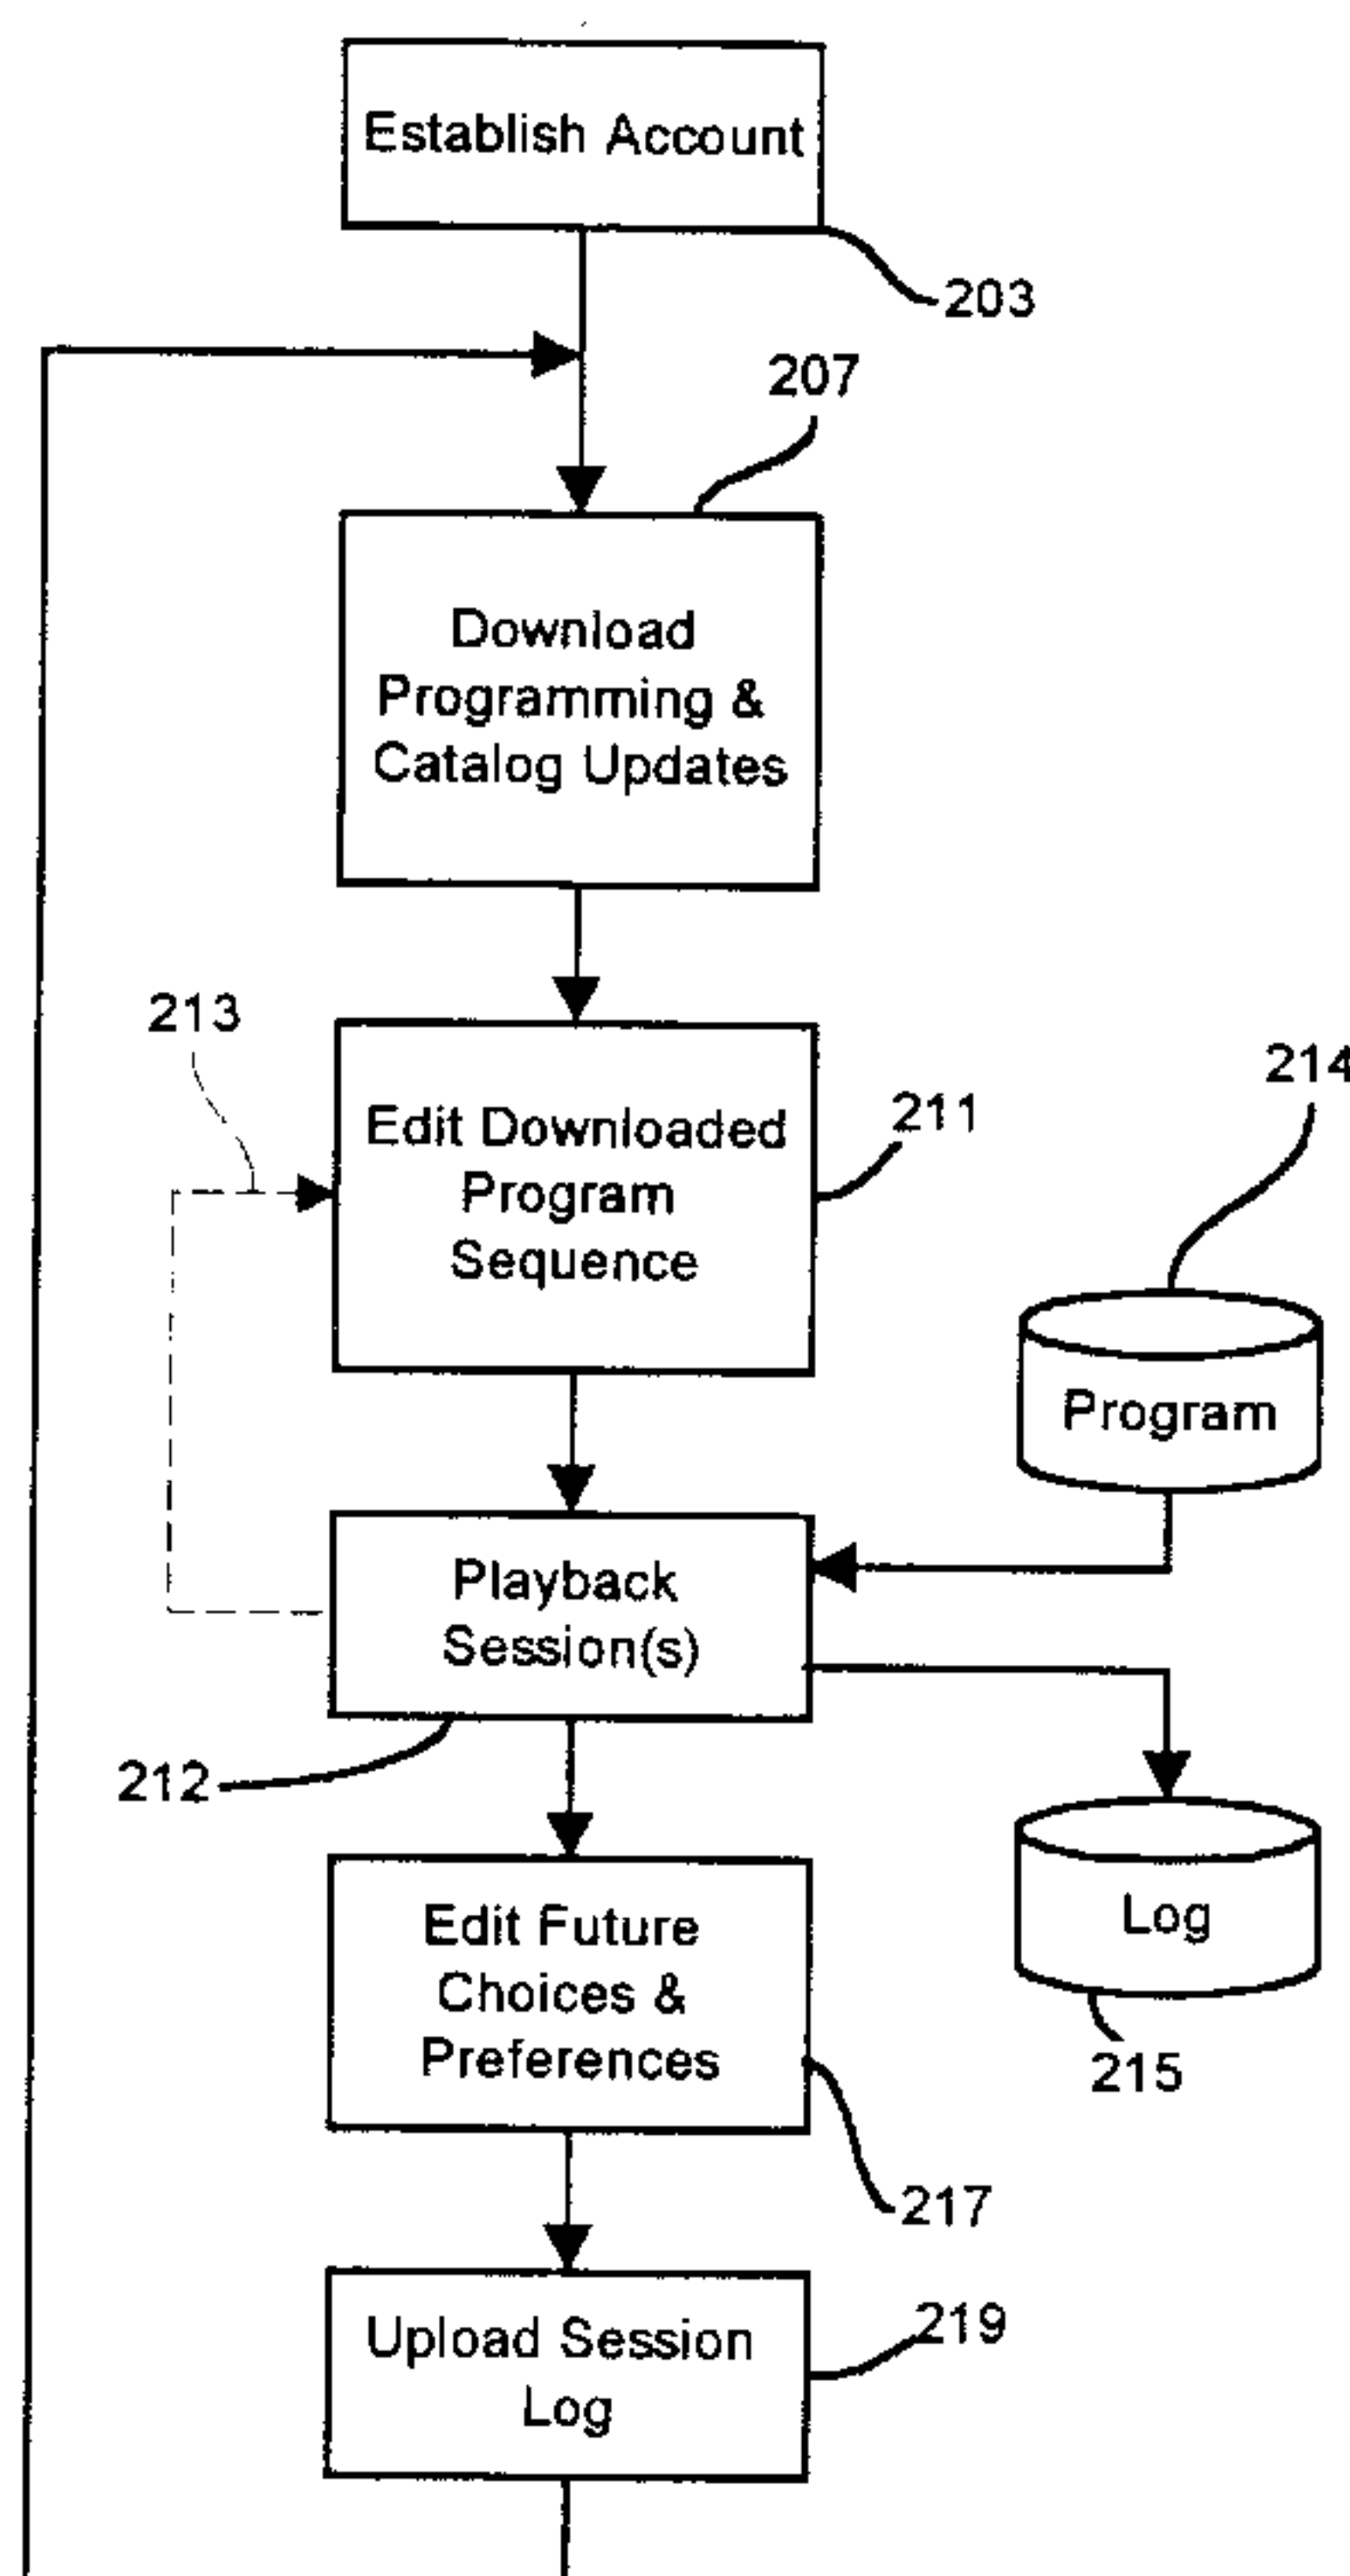 Establish Account
203
207
Download
Programming &
Catalog Updates
213
Edit Downloaded
Program
Sequence
211
214
Program
Playback
Session(s)
212
Log
215
Edit Future
Choices &
Preferences
217
Upload Session
Log
219